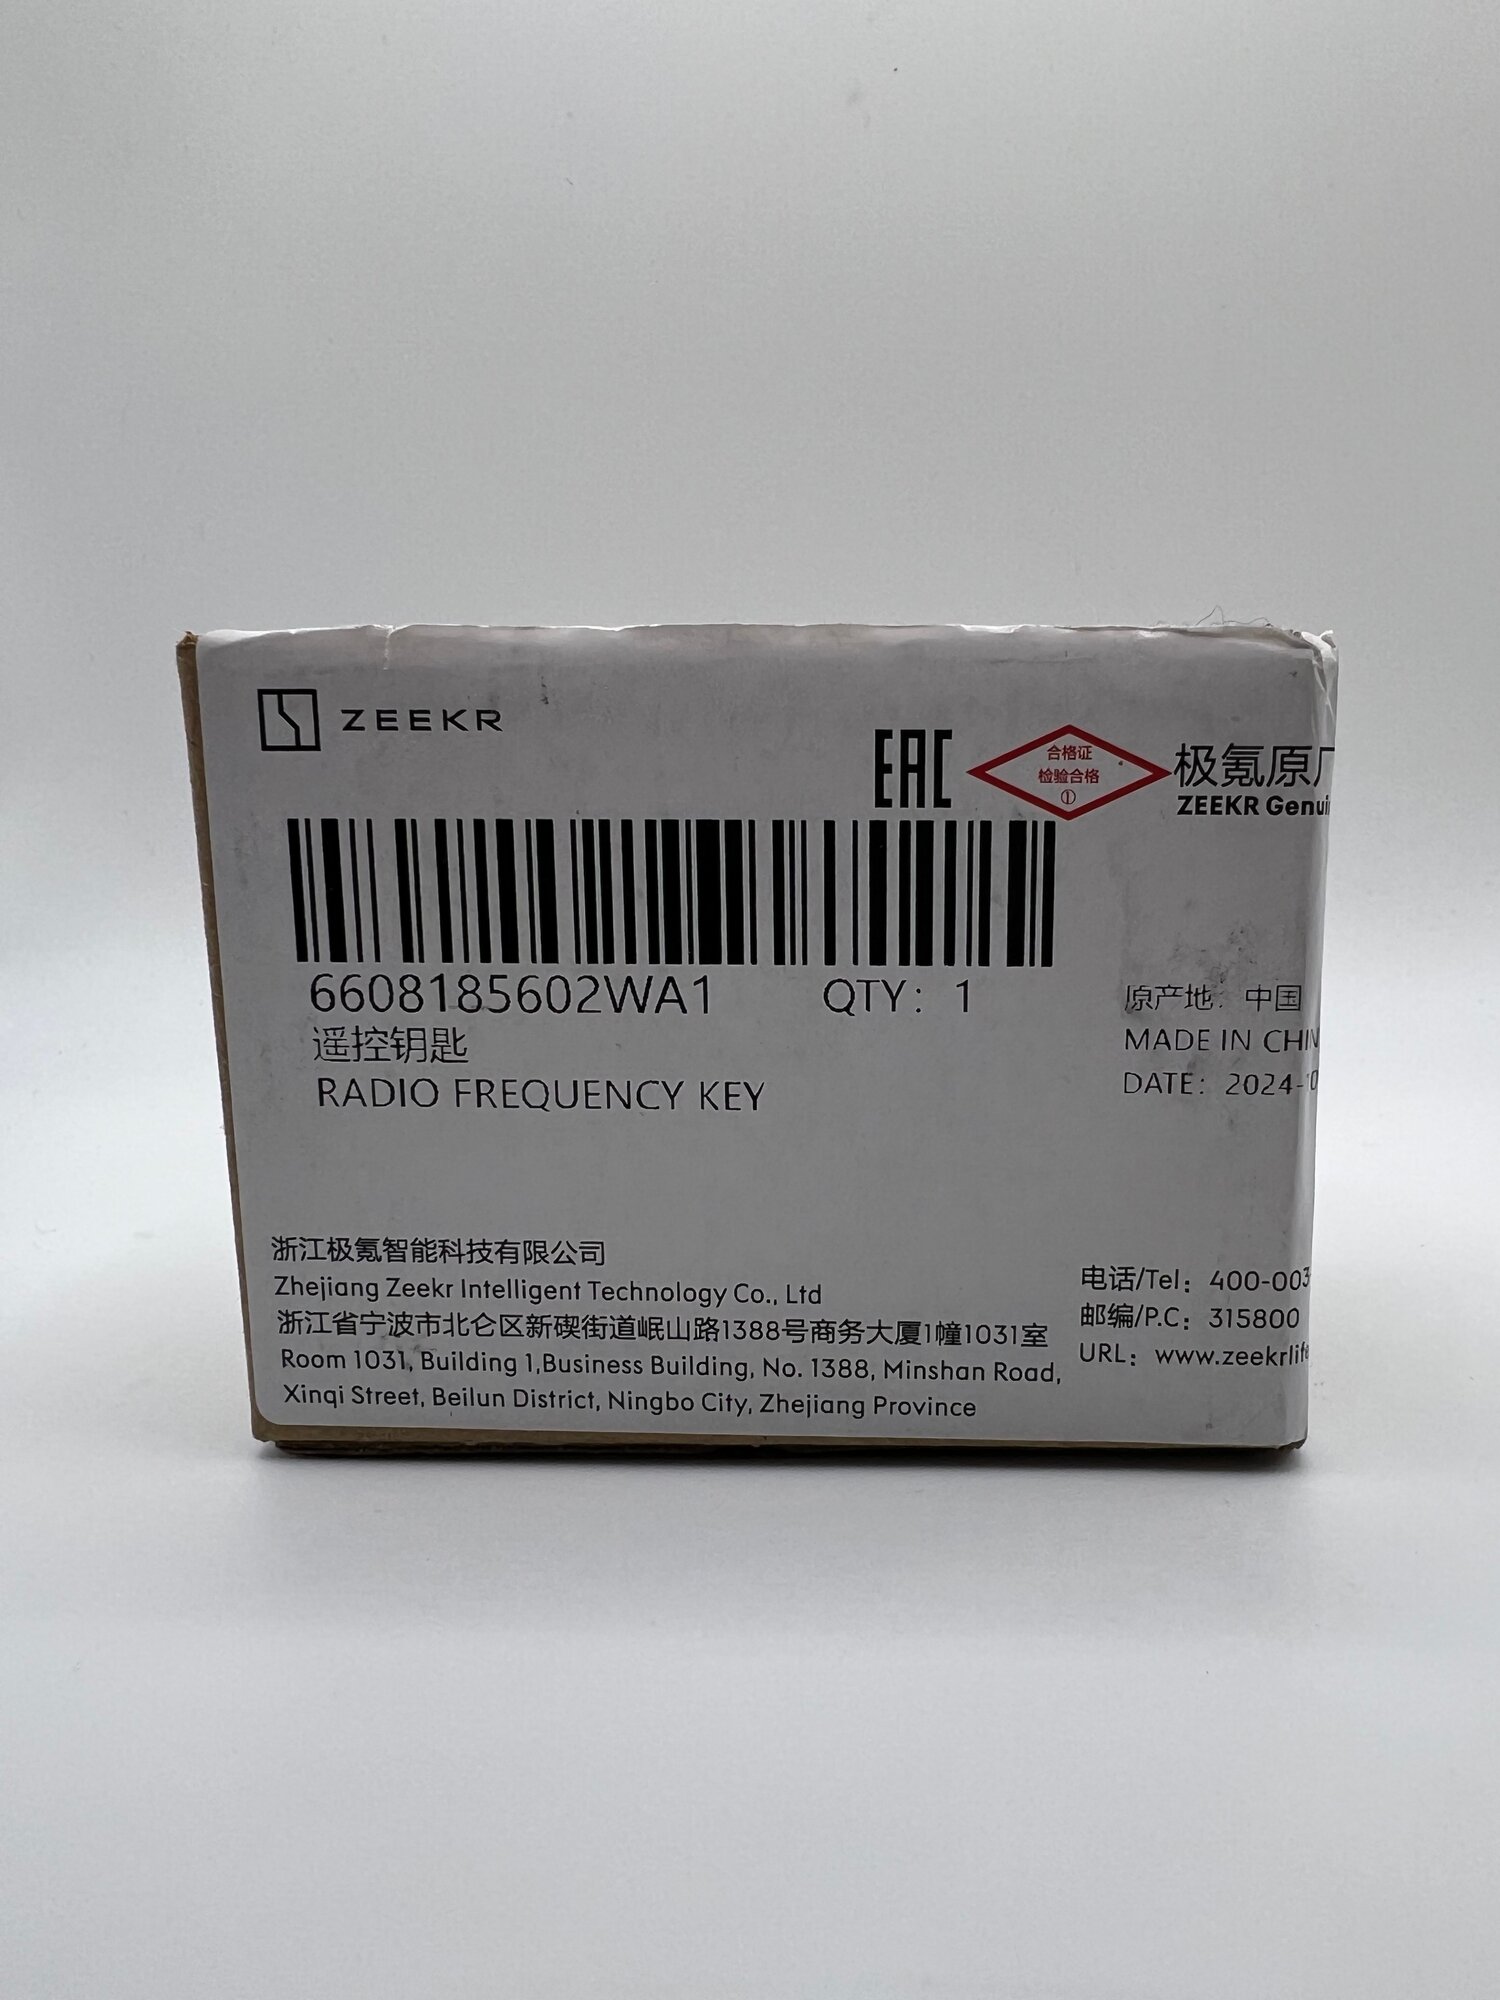 ZEEKR
EAC
合格证
检验合格
①
极氪原
ZEEKR
6608185602WA1 QTY: 1
遥控钥匙
RADIO FREQUENCY KEY
原产地: 中国
MADE IN
DATE: 2024-10
浙江极氪智能科技有限公司
Zhejiang Zeekr Intelligent Technology Co., Ltd
浙江省宁波市北仑区新碶街道岷山路1388号商务大厦1幢1031室
Room 1031, Building 1,Business Building, No. 1388, Minshan Road,
Xinqi Street, Beilun District, Ningbo City, Zhejiang Province
电话/Tel: 400-003
邮编/P.C: 315800
URL: www.zeekrlife